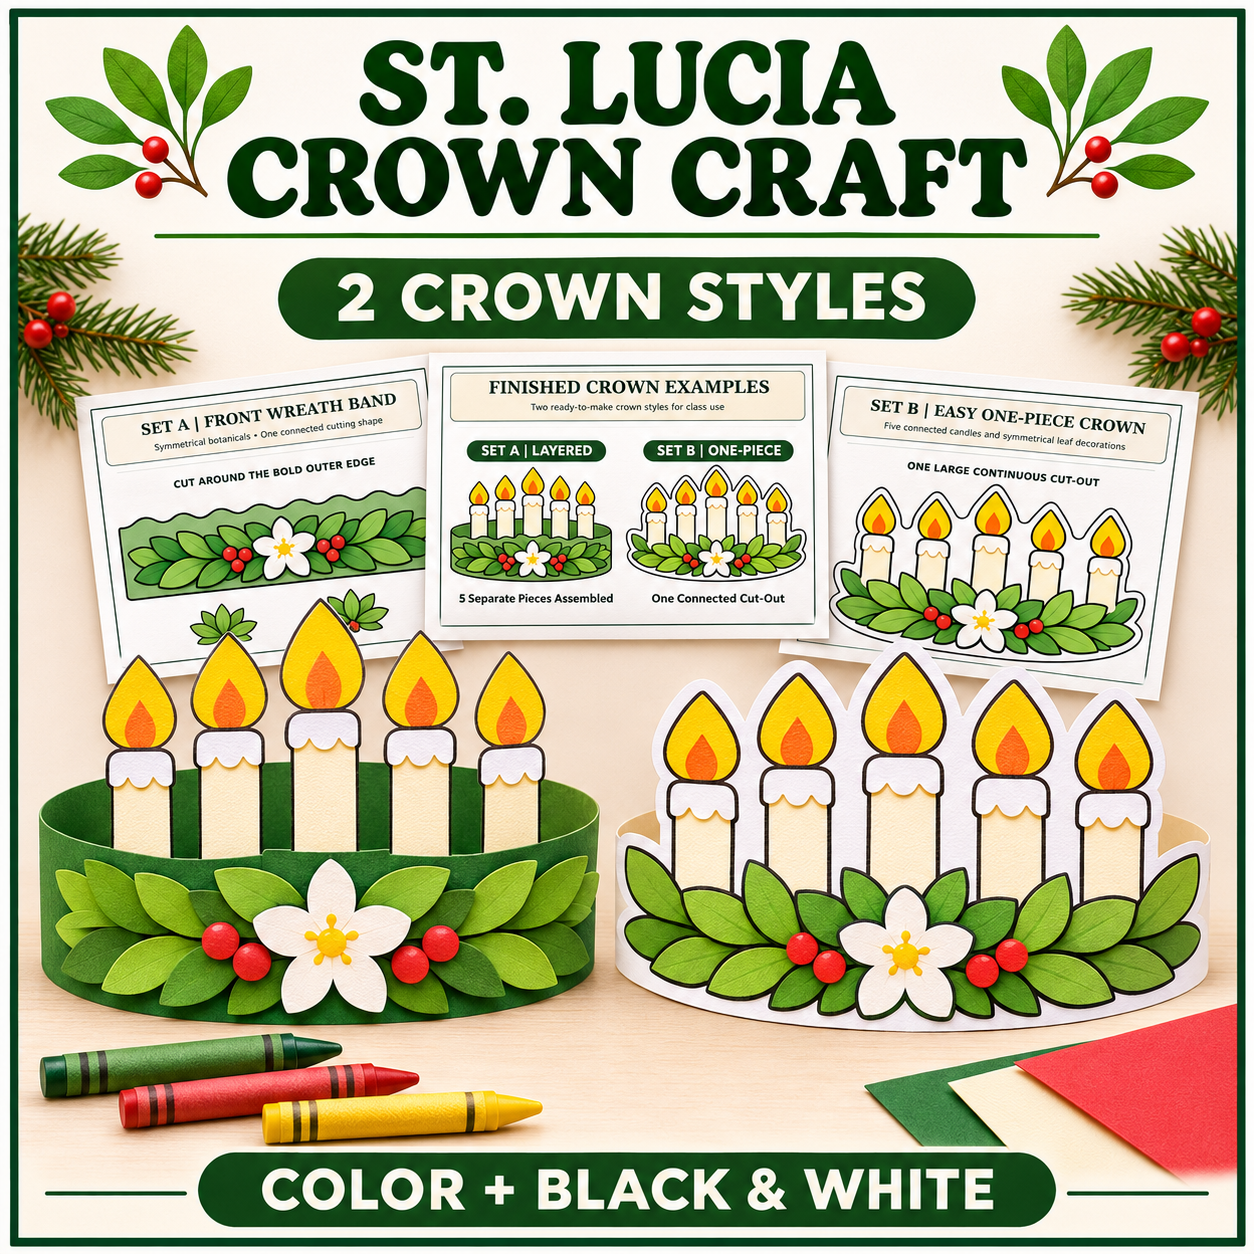 ST. LUCIA
CROWN CRAFT
2 CROWN STYLES
SET A | FRONT WREATH BAND
Symmetrical botanicals • One connected cutting shape
CUT AROUND THE BOLD OUTER EDGE
FINISHED CROWN EXAMPLES
Two ready-to-make crown styles for class use
SET A | LAYERED
SET B | ONE-PIECE
5 Separate Pieces Assembled
One Connected Cut-Out
SET B | EASY ONE-PIECE CROWN
Five connected candles and symmetrical leaf decorations
ONE LARGE CONTINUOUS CUT-OUT
COLOR + BLACK & WHITE